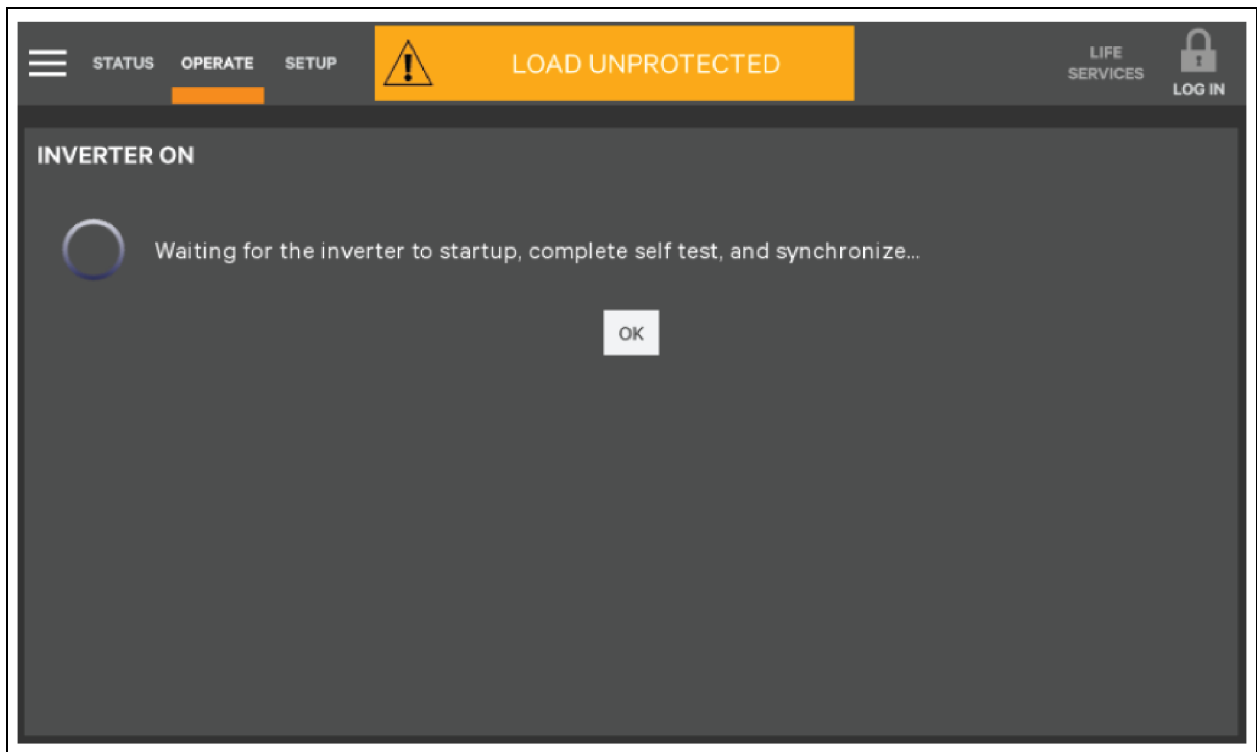 STATUS OPERATE SETUP
LOAD UNPROTECTED
LIFE
SERVICES
LOG IN
INVERTER ON
Waiting for the inverter to startup, complete self test, and synchronize...
OK